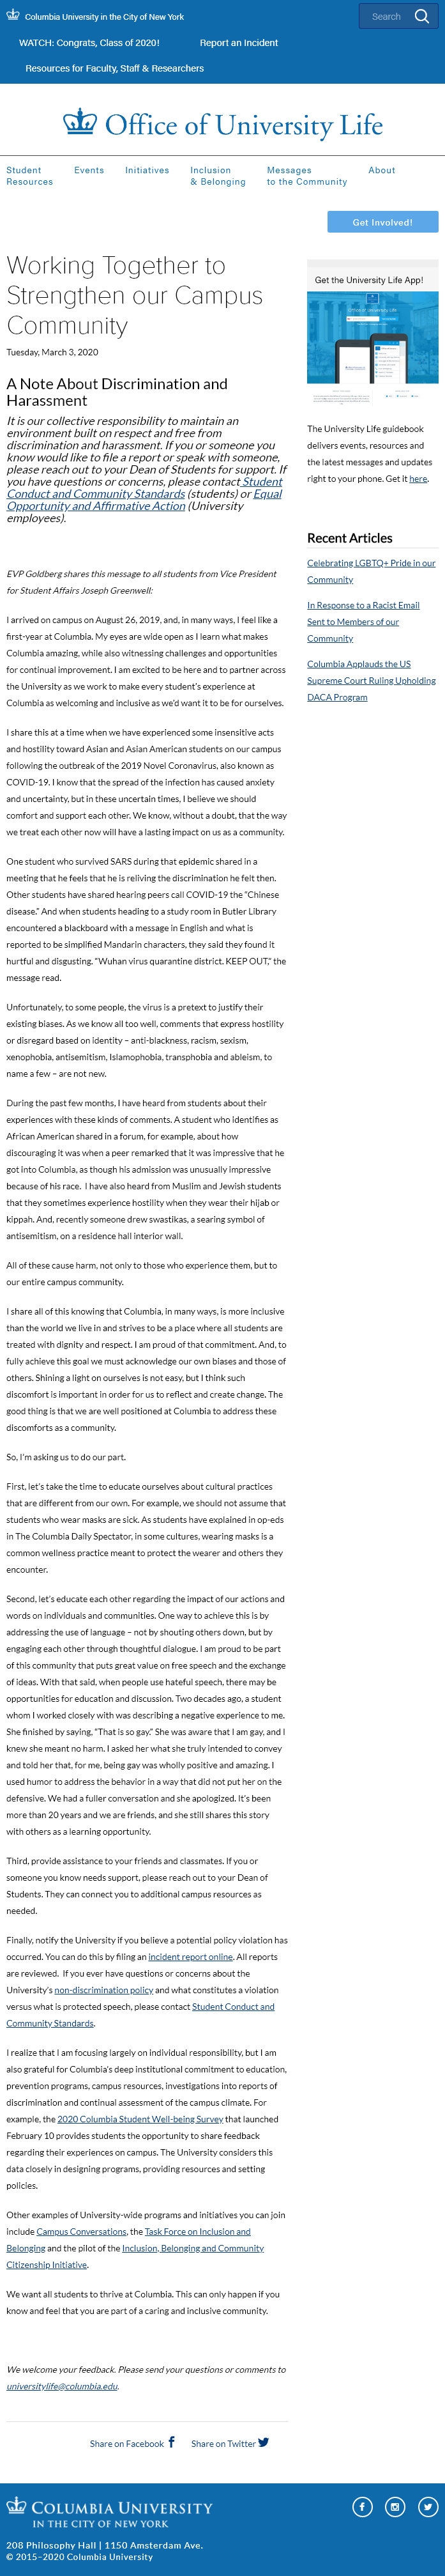 Columbia University in the City of New York
Search
WATCH: Congrats, Class of 2020!
Report an Incident
Resources for Faculty, Staff & Researchers
Office of University Life
Student
Resources
Events
Initiatives
Inclusion
& Belonging
Messages
to the Community
About
Get Involved!
Working Together to
Strengthen our Campus
Community
Tuesday, March 3, 2020
A Note About Discrimination and
Harassment
It is our collective responsibility to maintain an
environment built on respect and free from
discrimination and harassment. If you or someone you
know would like to file a report or speak with someone,
please reach out to your Dean of Students for support. If
you have questions or concerns, please contact Student
Conduct and Community Standards (students) or Equal
Opportunity and Affirmative Action (University
employees).
EVP Goldberg shares this message to all students from Vice President
for Student Affairs Joseph Greenwell:
I arrived on campus on August 26, 2019, and, in many ways, I feel like a
first-year at Columbia. My eyes are wide open as I learn what makes
Columbia amazing, while also witnessing challenges and opportunities
for continual improvement. I am excited to be here and to partner across
the University as we work to make every student's experience at
Columbia as welcoming and inclusive as we'd want it to be for ourselves.
I share this at a time when we have experienced some insensitive acts
and hostility toward Asian and Asian American students on our campus
following the outbreak of the 2019 Novel Coronavirus, also known as
COVID-19. I know that the spread of the infection has caused anxiety
and uncertainty, but in these uncertain times, I believe we should
comfort and support each other. We know, without a doubt, that the way
we treat each other now will have a lasting impact on us as a community.
One student who survived SARS during that epidemic shared in a
meeting that he feels that he is reliving the discrimination he felt then.
Other students have shared hearing peers call COVID-19 the “Chinese
disease.” And when students heading to a study room in Butler Library
encountered a blackboard with a message in English and what is
reported to be simplified Mandarin characters, they said they found it
hurtful and disgusting. "Wuhan virus quarantine district. KEEP OUT," the
message read.
Unfortunately, to some people, the virus is a pretext to justify their
existing biases. As we know all too well, comments that express hostility
or disregard based on identity – anti-blackness, racism, sexism,
xenophobia, antisemitism, Islamophobia, transphobia and ableism, to
name a few – are not new.
During the past few months, I have heard from students about their
experiences with these kinds of comments. A student who identifies as
African American shared in a forum, for example, about how
discouraging it was when a peer remarked that it was impressive that he
got into Columbia, as though his admission was unusually impressive
because of his race.  I have also heard from Muslim and Jewish students
that they sometimes experience hostility when they wear their hijab or
kippah. And, recently someone drew swastikas, a searing symbol of
antisemitism, on a residence hall interior wall.
All of these cause harm, not only to those who experience them, but to
our entire campus community.
I share all of this knowing that Columbia, in many ways, is more inclusive
than the world we live in and strives to be a place where all students are
treated with dignity and respect. I am proud of that commitment. And, to
fully achieve this goal we must acknowledge our own biases and those of
others. Shining a light on ourselves is not easy, but I think such
discomfort is important in order for us to reflect and create change. The
good thing is that we are well positioned at Columbia to address these
discomforts as a community.
So, I'm asking us to do our part.
First, let's take the time to educate ourselves about cultural practices
that are different from our own. For example, we should not assume that
students who wear masks are sick. As students have explained in op-eds
in The Columbia Daily Spectator, in some cultures, wearing masks is a
common wellness practice meant to protect the wearer and others they
encounter.
Second, let's educate each other regarding the impact of our actions and
words on individuals and communities. One way to achieve this is by
addressing the use of language – not by shouting others down, but by
engaging each other through thoughtful dialogue. I am proud to be part
of this community that puts great value on free speech and the exchange
of ideas. With that said, when people use hateful speech, there may be
opportunities for education and discussion. Two decades ago, a student
whom I worked closely with was describing a negative experience to me.
She finished by saying, "That is so gay." She was aware that I am gay, and I
knew she meant no harm. I asked her what she truly intended to convey
and told her that, for me, being gay was wholly positive and amazing. I
used humor to address the behavior in a way that did not put her on the
defensive. We had a fuller conversation and she apologized. It's been
more than 20 years and we are friends, and she still shares this story
with others as a learning opportunity.
Third, provide assistance to your friends and classmates. If you or
someone you know needs support, please reach out to your Dean of
Students. They can connect you to additional campus resources as
needed.
Finally, notify the University if you believe a potential policy violation has
occurred. You can do this by filing an incident report online. All reports
are reviewed.  If you ever have questions or concerns about the
University's non-discrimination policy and what constitutes a violation
versus what is protected speech, please contact Student Conduct and
Community Standards.
I realize that I am focusing largely on individual responsibility, but I am
also grateful for Columbia's deep institutional commitment to education,
prevention programs, campus resources, investigations into reports of
discrimination and continual assessment of the campus climate. For
example, the 2020 Columbia Student Well-being Survey that launched
February 10 provides students the opportunity to share feedback
regarding their experiences on campus. The University considers this
data closely in designing programs, providing resources and setting
policies.
Other examples of University-wide programs and initiatives you can join
include Campus Conversations, the Task Force on Inclusion and
Belonging and the pilot of the Inclusion, Belonging and Community
Citizenship Initiative.
We want all students to thrive at Columbia. This can only happen if you
know and feel that you are part of a caring and inclusive community.
We welcome your feedback. Please send your questions or comments to
universitylife@columbia.edu.
Share on Facebook
Share on Twitter
Get the University Life App!
The University Life guidebook
delivers events, resources and
the latest messages and updates
right to your phone. Get it here.
Recent Articles
Celebrating LGBTQ+ Pride in our
Community
In Response to a Racist Email
Sent to Members of our
Community
Columbia Applauds the US
Supreme Court Ruling Upholding
DACA Program
COLUMBIA UNIVERSITY
IN THE CITY OF NEW YORK
208 Philosophy Hall | 1150 Amsterdam Ave.
© 2015–2020 Columbia University